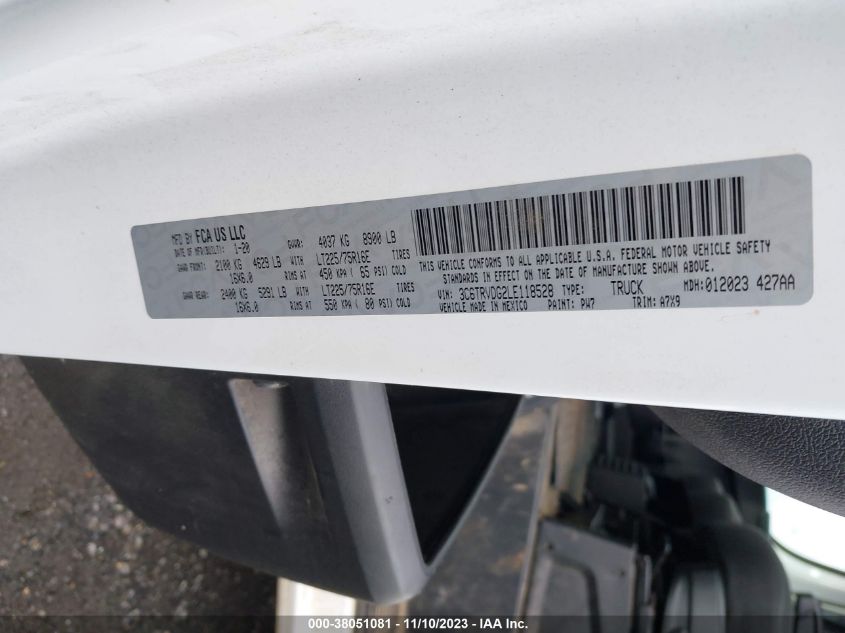 MFD BY FCA US LLC
DATE OF MFD(BUILT): 1-20 GVWR: 4037 KG 8900 LB
GAWR FRONT: 2100 KG 4629 LB WITH LT225/75R16E TIRES
16X6.0 RIMS AT 450 KPA ( 65 PSI) COLD
GAWR REAR: 2400 KG 5291 LB WITH LT225/75R16E TIRES
16X6.0 RIMS AT 550 KPA ( 80 PSI) COLD
THIS VEHICLE CONFORMS TO ALL APPLICABLE U.S.A. FEDERAL MOTOR VEHICLE SAFETY
STANDARDS IN EFFECT ON THE DATE OF MANUFACTURE SHOWN ABOVE.
VIN: 3C6TRVDG2LE118528 TYPE: TRUCK MDH:012023 427AA
VEHICLE MADE IN MEXICO PAINT: PW7 TRIM: A7X9
000-38051081 - 11/10/2023 - IAA Inc.